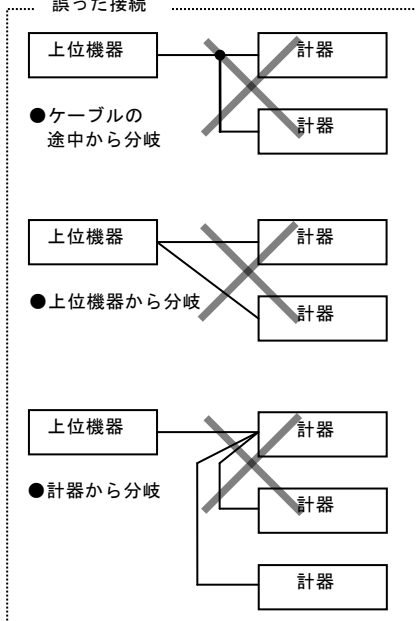 誤った接続
上位機器
計器
●ケーブルの
途中から分岐
計器
上位機器
計器
●上位機器から分岐
計器
上位機器
計器
●計器から分岐
計器
計器